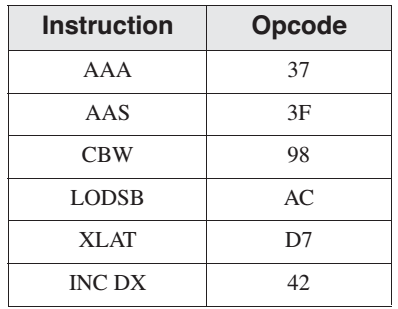 Instruction Opcode
AAA 37
AAS 3F
CBW 98
LODSB AC
XLAT D7
INC DX 42